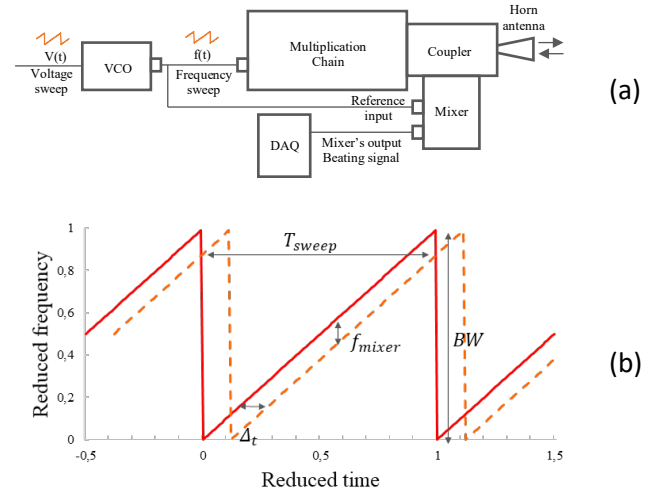 Horn
antenna
V(t)
Voltage
sweep
VCO
f(t)
Frequency
sweep
Multiplication
Chain
Coupler
Reference
input
Mixer
DAQ
Mixer's output
Beating signal
(a)
Reduced frequency
1
0,8
0,6
0,4
0,2
0
T_sweep
f_mixer
BW
Δ_t
-0,5
0
0,5
1
1,5
Reduced time
(b)